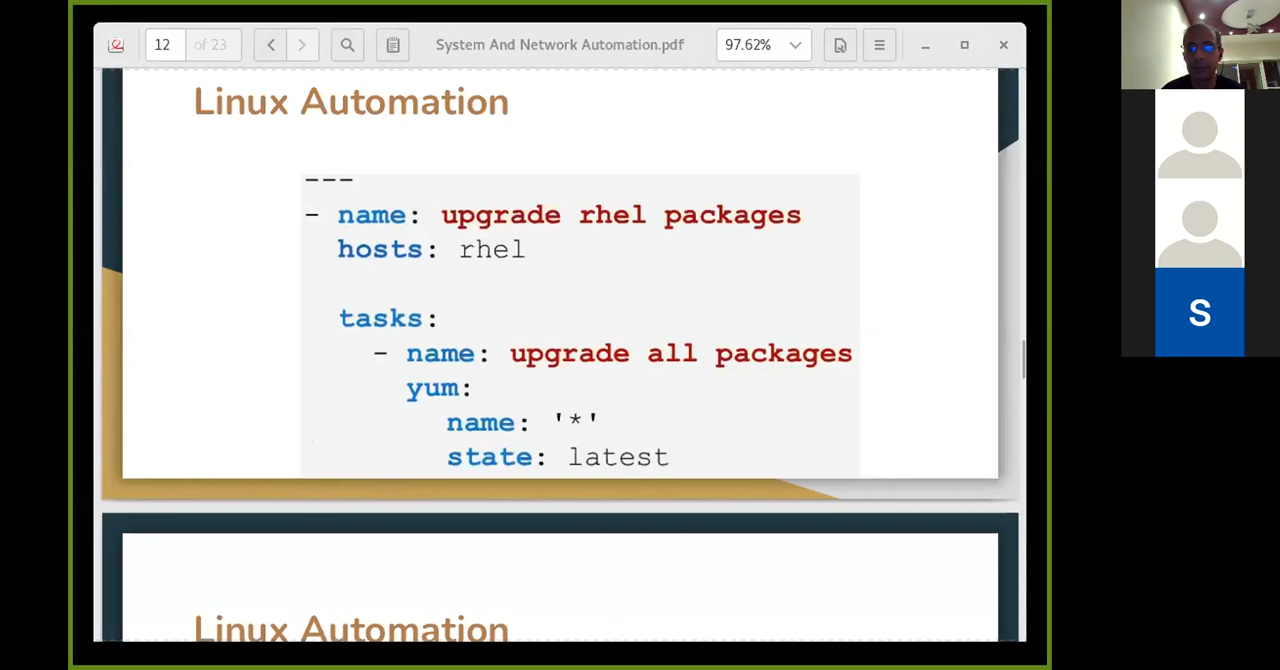 12 of 23 System And Network Automation.pdf 97.62%
Linux Automation
---
- name: upgrade rhel packages
hosts: rhel
tasks:
- name: upgrade all packages
yum:
name: '*'
state: latest
Linux Automation
S